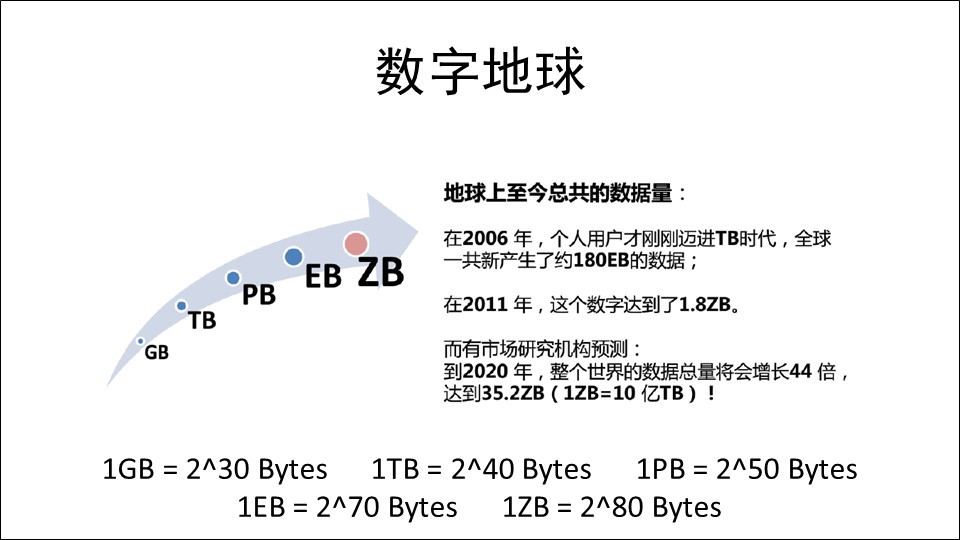 数字地球
地球上至今总共的数据量：
在2006 年，个人用户才刚刚迈进TB时代，全球
一共新产生了约180EB的数据；
在2011 年，这个数字达到了1.8ZB。
而有市场研究机构预测：
到2020 年，整个世界的数据总量将会增长44 倍，
达到35.2ZB（1ZB=10 亿TB）！
GB
TB
PB
EB
ZB
1GB = 2^30 Bytes 1TB = 2^40 Bytes 1PB = 2^50 Bytes
1EB = 2^70 Bytes 1ZB = 2^80 Bytes